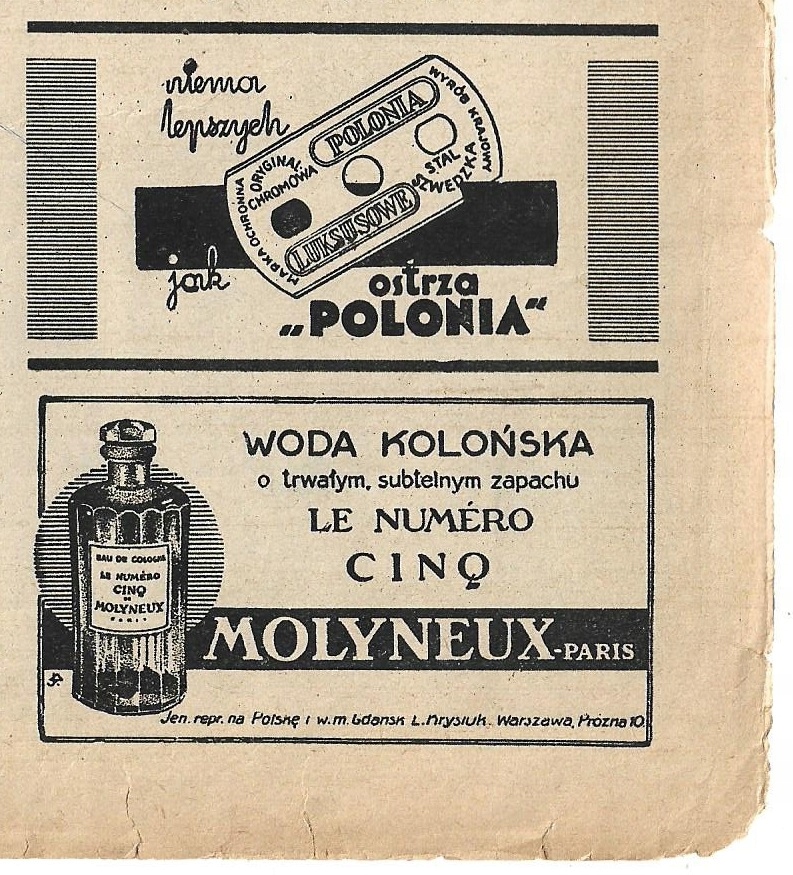 niema
lepszych
POLONIA
WYRÓB KRAJOWY
ORYGINAL.
CHROMOWA
STAL
SZWEDZKA
MARKA OCHRONNA
LUKSUSOWE
jak
ostrza
„POLONIA“
WODA KOLOŃSKA
o trwałym, subtelnym zapachu
LE NUMÉRO
CINQ
EAU DE COLOGNE
LE NUMÉRO
CINQ
DE
MOLYNEUX
PARIS
MOLYNEUX-PARIS
Jen. repr. na Polskę i w.m. Gdańsk L. Krysiuk. Warszawa, Prózna 10.